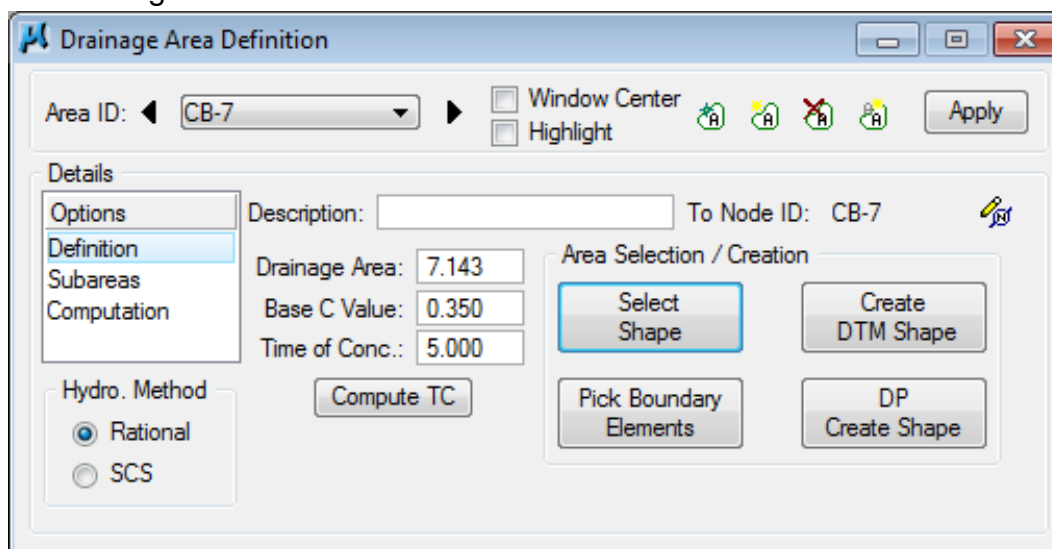 Drainage Area Definition
Area ID: CB-7
Window Center
Highlight
Apply
Details
Options
Definition
Subareas
Computation
Description:
To Node ID: CB-7
Drainage Area: 7.143
Base C Value: 0.350
Time of Conc.: 5.000
Compute TC
Area Selection / Creation
Select
Shape
Create
DTM Shape
Pick Boundary
Elements
DP
Create Shape
Hydro. Method
Rational
SCS